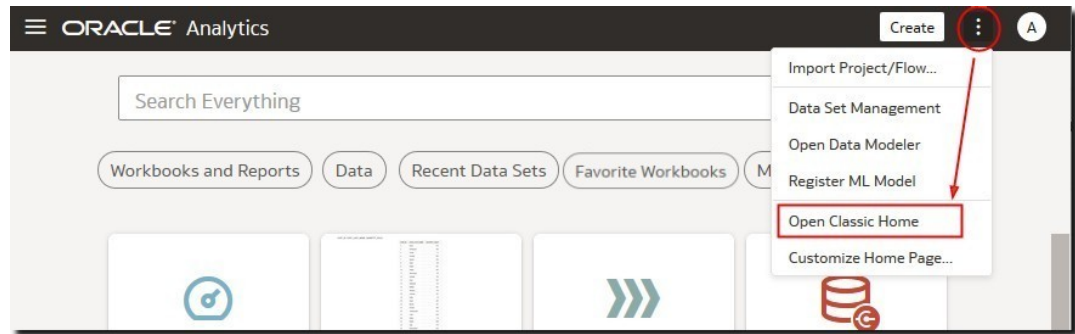 ORACLE Analytics
Create
A
Import Project/Flow...
Search Everything
Data Set Management
Open Data Modeler
Workbooks and Reports
Data
Recent Data Sets
Favorite Workbooks
M
Register ML Model
Open Classic Home
Customize Home Page...